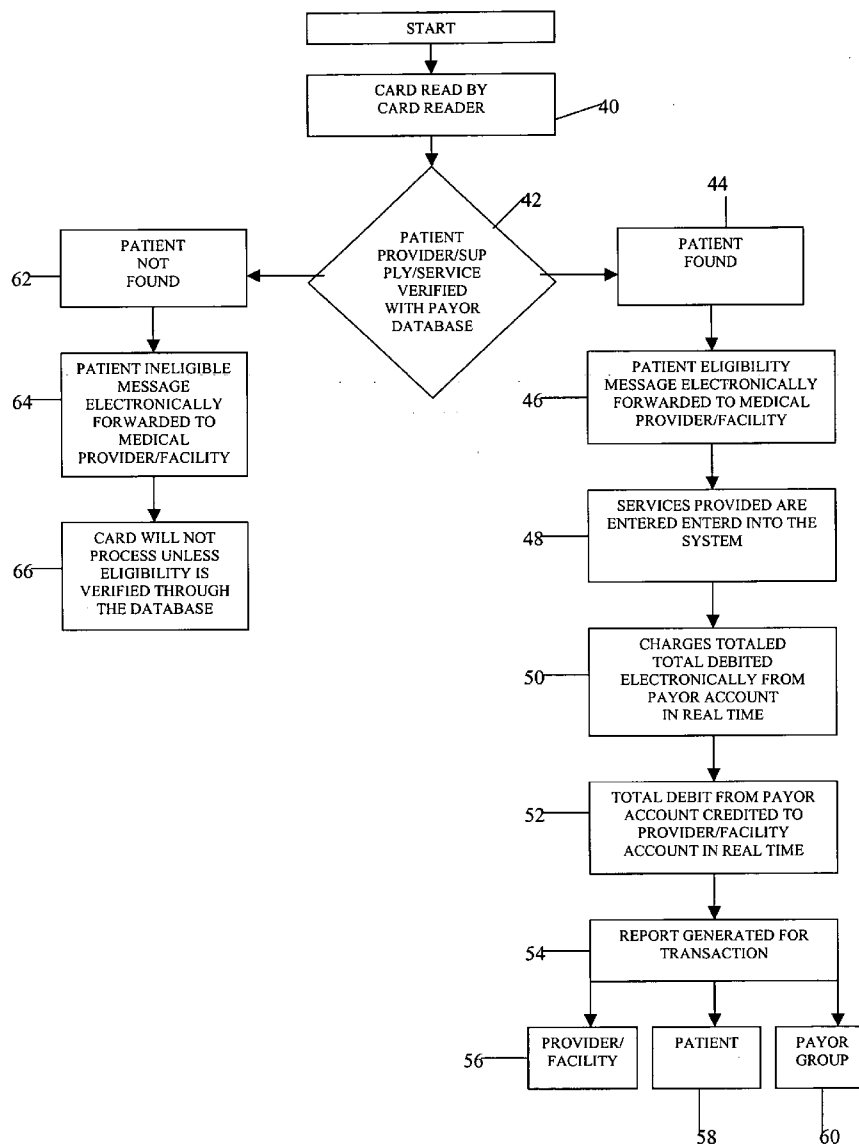 START
CARD READ BY
CARD READER
40
42
PATIENT
PROVIDER/SUP
PLY/SERVICE
VERIFIED
WITH PAYOR
DATABASE
62
PATIENT
NOT
FOUND
64
PATIENT INELIGIBLE
MESSAGE
ELECTRONICALLY
FORWARDED TO
MEDICAL
PROVIDER/FACILITY
66
CARD WILL NOT
PROCESS UNLESS
ELIGIBILITY IS
VERIFIED THROUGH
THE DATABASE
44
PATIENT
FOUND
46
PATIENT ELIGIBILITY
MESSAGE ELECTRONICALLY
FORWARDED TO MEDICAL
PROVIDER/FACILITY
48
SERVICES PROVIDED ARE
ENTERED ENTERD INTO THE
SYSTEM
50
CHARGES TOTALED
TOTAL DEBITED
ELECTRONICALLY FROM
PAYOR ACCOUNT
IN REAL TIME
52
TOTAL DEBIT FROM PAYOR
ACCOUNT CREDITED TO
PROVIDER/FACILITY
ACCOUNT IN REAL TIME
54
REPORT GENERATED FOR
TRANSACTION
56
PROVIDER/
FACILITY
PATIENT
58
PAYOR
GROUP
60